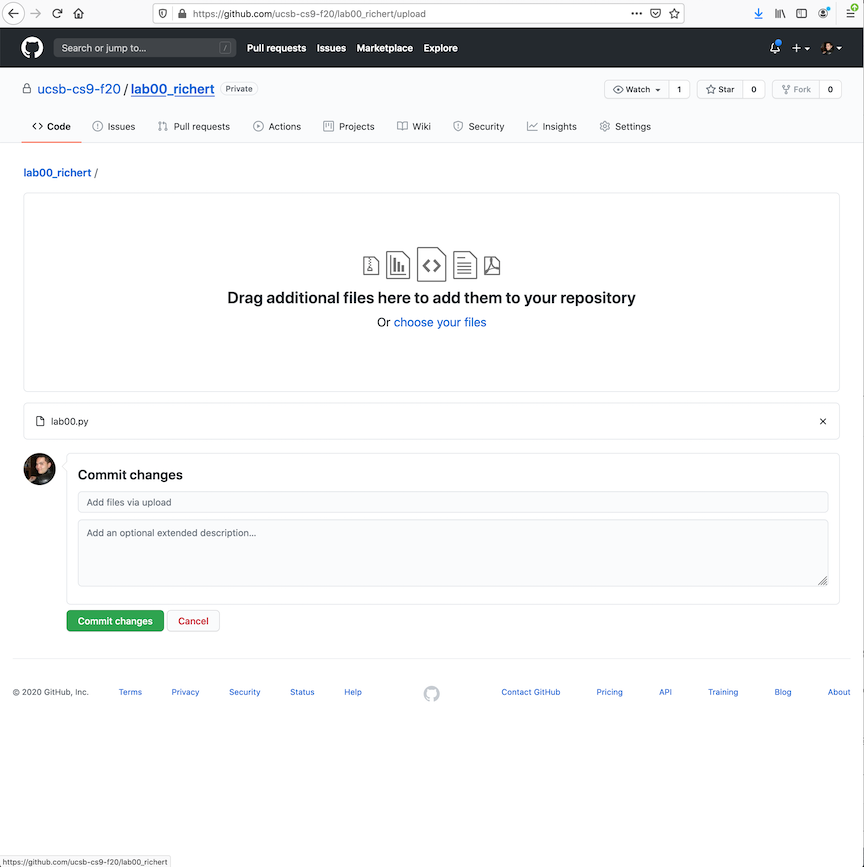 https://github.com/ucsb-cs9-f20/lab00_richert/upload
Search or jump to... / Pull requests Issues Marketplace Explore
ucsb-cs9-f20 / lab00_richert Private Watch 1 Star 0 Fork 0
Code Issues Pull requests Actions Projects Wiki Security Insights Settings
lab00_richert /
Drag additional files here to add them to your repository
Or choose your files
lab00.py
Commit changes
Add files via upload
Add an optional extended description...
Commit changes Cancel
© 2020 GitHub, Inc. Terms Privacy Security Status Help Contact GitHub Pricing API Training Blog About
https://github.com/ucsb-cs9-f20/lab00_richert